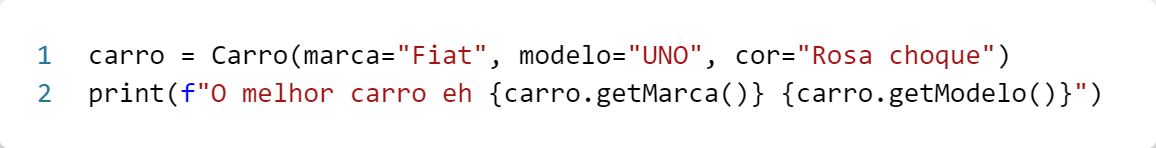 1 carro = Carro(marca="Fiat", modelo="UNO", cor="Rosa choque")
2 print(f"O melhor carro eh {carro.getMarca()} {carro.getModelo()}")